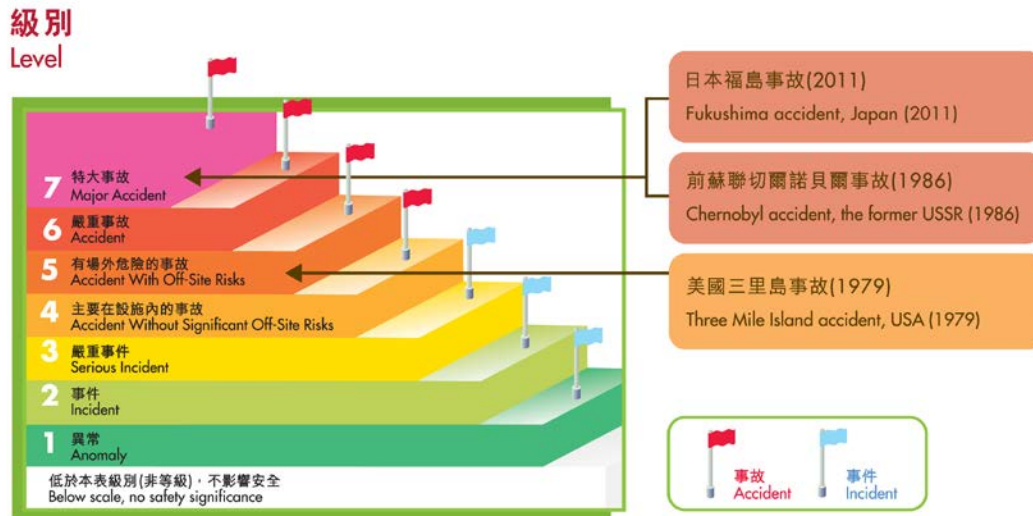 級別
Level
7 特大事故
Major Accident
6 嚴重事故
Accident
5 有場外危險的事故
Accident With Off-Site Risks
4 主要在設施內的事故
Accident Without Significant Off-Site Risks
3 嚴重事件
Serious Incident
2 事件
Incident
1 異常
Anomaly
低於本表級別(非等級)，不影響安全
Below scale, no safety significance
日本福島事故(2011)
Fukushima accident, Japan (2011)
前蘇聯切爾諾貝爾事故(1986)
Chernobyl accident, the former USSR (1986)
美國三里島事故(1979)
Three Mile Island accident, USA (1979)
事故
Accident
事件
Incident